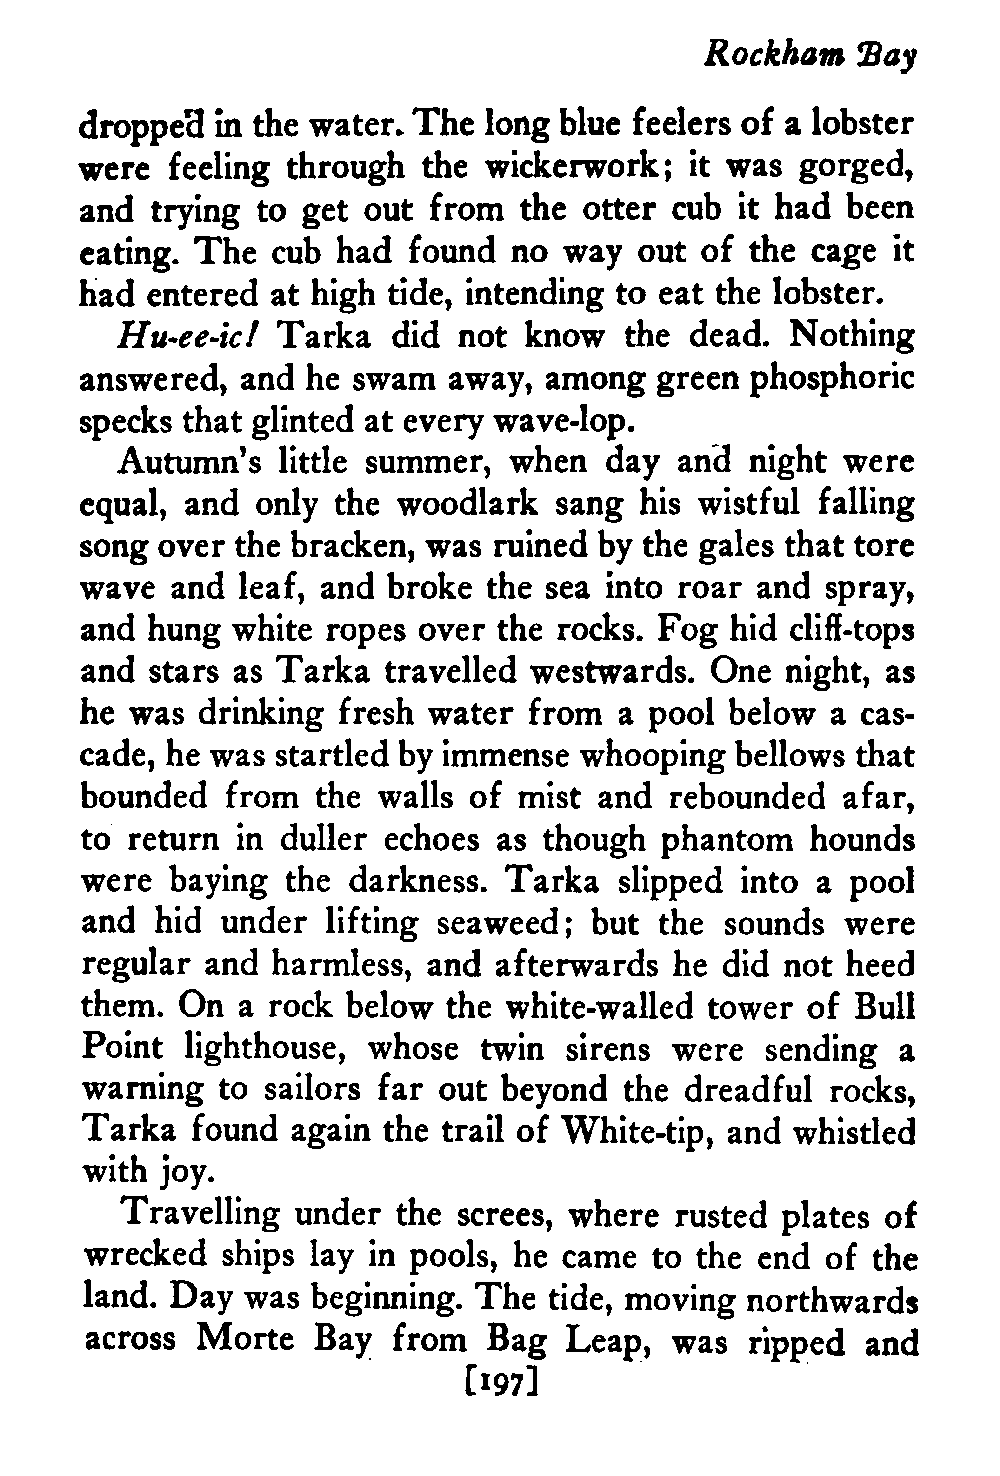 Rockham Bay
dropped in the water. The long blue feelers of a lobster
were feeling through the wickerwork; it was gorged,
and trying to get out from the otter cub it had been
eating. The cub had found no way out of the cage it
had entered at high tide, intending to eat the lobster.
Hu-ee-ic! Tarka did not know the dead. Nothing
answered, and he swam away, among green phosphoric
specks that glinted at every wave-lop.
Autumn's little summer, when day and night were
equal, and only the woodlark sang his wistful falling
song over the bracken, was ruined by the gales that tore
wave and leaf, and broke the sea into roar and spray,
and hung white ropes over the rocks. Fog hid cliff-tops
and stars as Tarka travelled westwards. One night, as
he was drinking fresh water from a pool below a cas-
cade, he was startled by immense whooping bellows that
bounded from the walls of mist and rebounded afar,
to return in duller echoes as though phantom hounds
were baying the darkness. Tarka slipped into a pool
and hid under lifting seaweed; but the sounds were
regular and harmless, and afterwards he did not heed
them. On a rock below the white-walled tower of Bull
Point lighthouse, whose twin sirens were sending a
warning to sailors far out beyond the dreadful rocks,
Tarka found again the trail of White-tip, and whistled
with joy.
Travelling under the screes, where rusted plates of
wrecked ships lay in pools, he came to the end of the
land. Day was beginning. The tide, moving northwards
across Morte Bay from Bag Leap, was ripped and
[197]